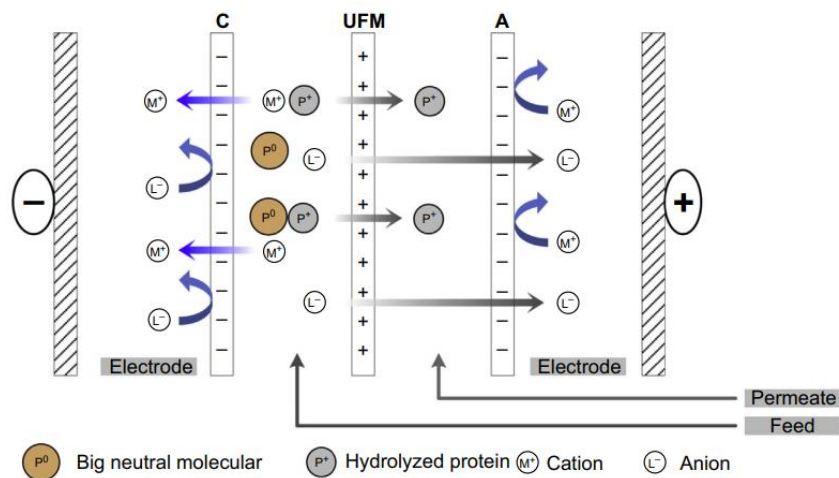 C UFM A
− + −
M⁺ M⁺ P⁺ P⁺ M⁺
P⁰ L⁻ L⁻
L⁻
− +
P⁰ P⁺ P⁺
M⁺ M⁺ M⁺
L⁻ L⁻ L⁻
Electrode Electrode
Permeate
Feed
P⁰ Big neutral molecular P⁺ Hydrolyzed protein M⁺ Cation L⁻ Anion